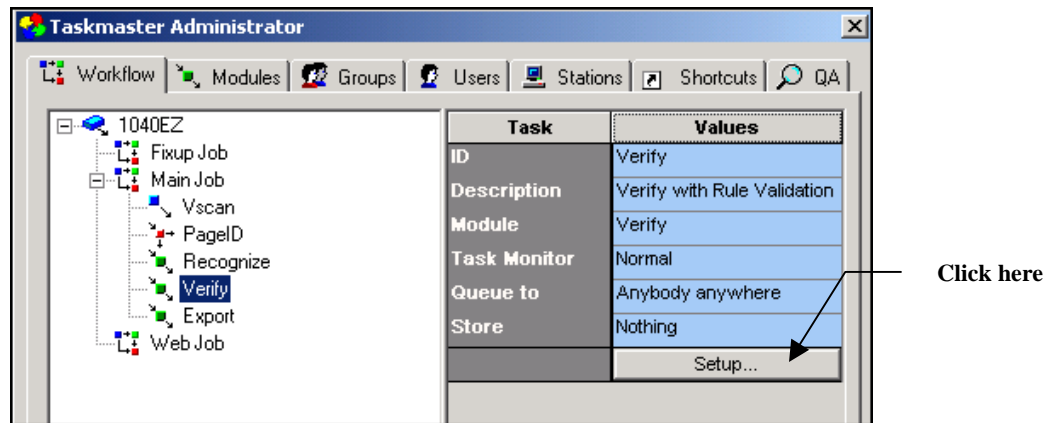 Taskmaster Administrator
Workflow Modules Groups Users Stations Shortcuts QA
1040EZ
Fixup Job
Main Job
Vscan
PageID
Recognize
Verify
Export
Web Job
Task Values
ID Verify
Description Verify with Rule Validation
Module Verify
Task Monitor Normal
Queue to Anybody anywhere
Store Nothing
Setup...
Click here